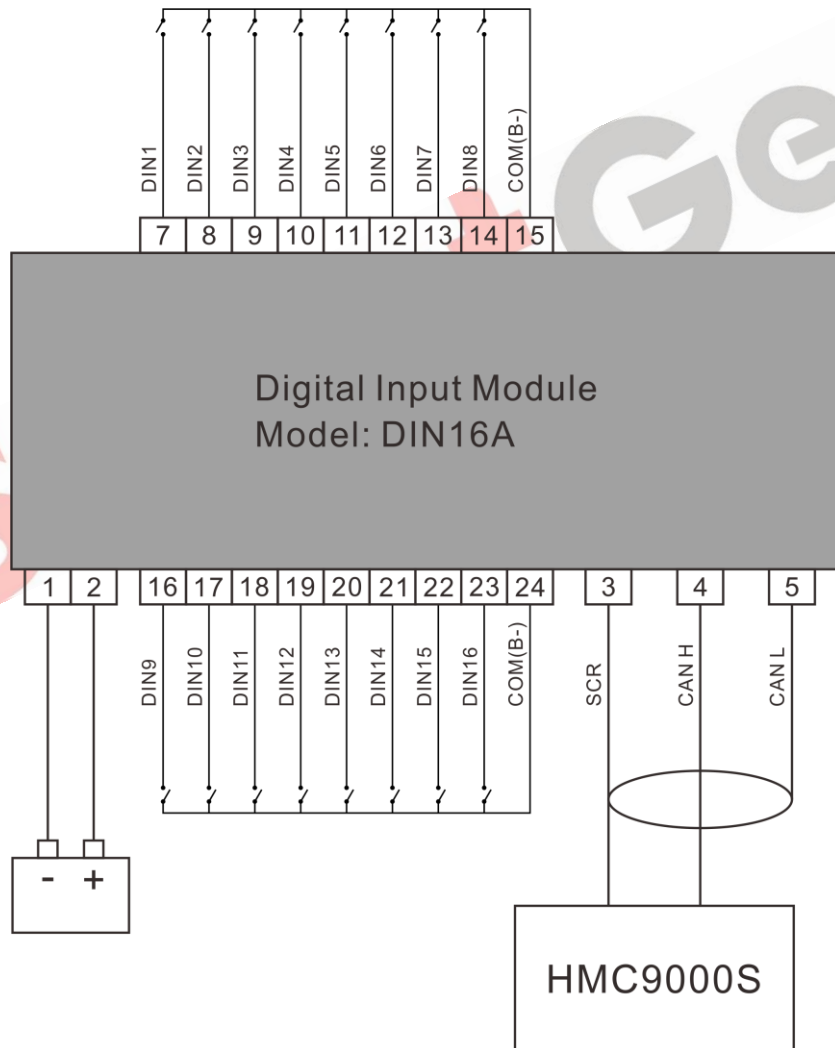 DIN1 DIN2 DIN3 DIN4 DIN5 DIN6 DIN7 DIN8 COM(B-)
7 8 9 10 11 12 13 14 15
Digital Input Module
Model: DIN16A
1 2 16 17 18 19 20 21 22 23 24 3 4 5
DIN9 DIN10 DIN11 DIN12 DIN13 DIN14 DIN15 DIN16 COM(B-) SCR CAN H CAN L
- +
HMC9000S
Ge